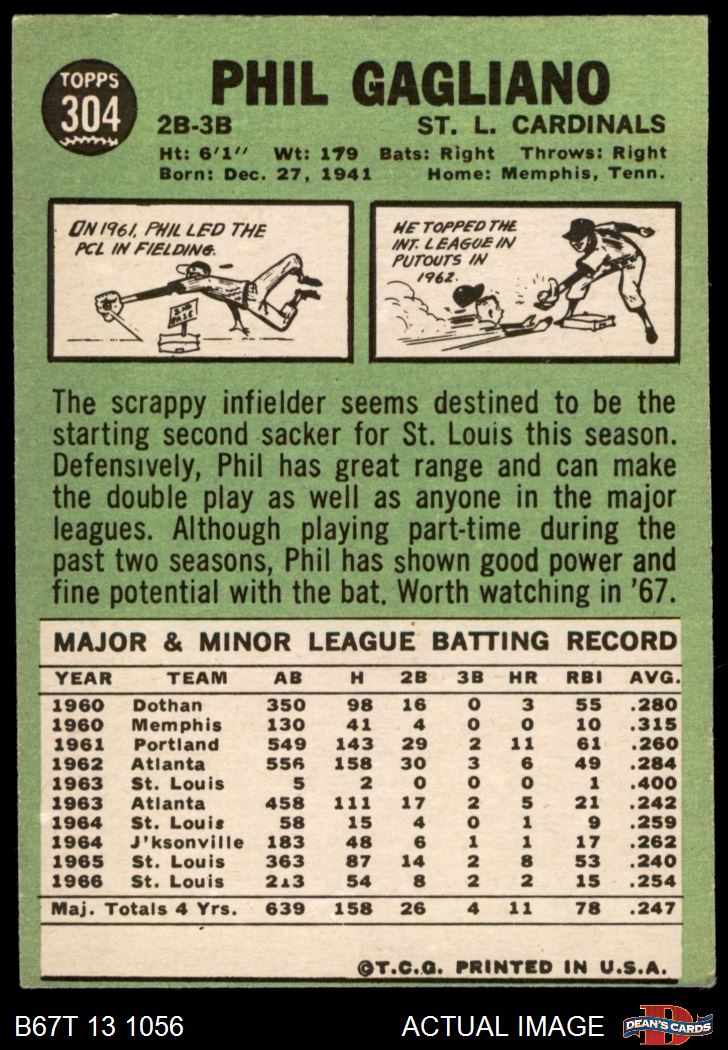 TOPPS
304
PHIL GAGLIANO
2B-3B ST. L. CARDINALS
Ht: 6'1" Wt: 179 Bats: Right Throws: Right
Born: Dec. 27, 1941 Home: Memphis, Tenn.
ON 1961, PHIL LED THE
PCL IN FIELDING.
2ND
BASE
HE TOPPED THE
INT. LEAGUE IN
PUTOUTS IN
1962.
The scrappy infielder seems destined to be the
starting second sacker for St. Louis this season.
Defensively, Phil has great range and can make
the double play as well as anyone in the major
leagues. Although playing part-time during the
past two seasons, Phil has shown good power and
fine potential with the bat. Worth watching in '67.
MAJOR & MINOR LEAGUE BATTING RECORD
YEAR TEAM AB H 2B 3B HR RBI AVG.
1960 Dothan 350 98 16 0 3 55 .280
1960 Memphis 130 41 4 0 0 10 .315
1961 Portland 549 143 29 2 11 61 .260
1962 Atlanta 556 158 30 3 6 49 .284
1963 St. Louis 5 2 0 0 0 1 .400
1963 Atlanta 458 111 17 2 5 21 .242
1964 St. Louis 58 15 4 0 1 9 .259
1964 J'ksonville 183 48 6 1 1 17 .262
1965 St. Louis 363 87 14 2 8 53 .240
1966 St. Louis 213 54 8 2 2 15 .254
Maj. Totals 4 Yrs. 639 158 26 4 11 78 .247
©T.C.G. PRINTED IN U.S.A.
B67T 13 1056 ACTUAL IMAGE
D
DEAN'S CARDS